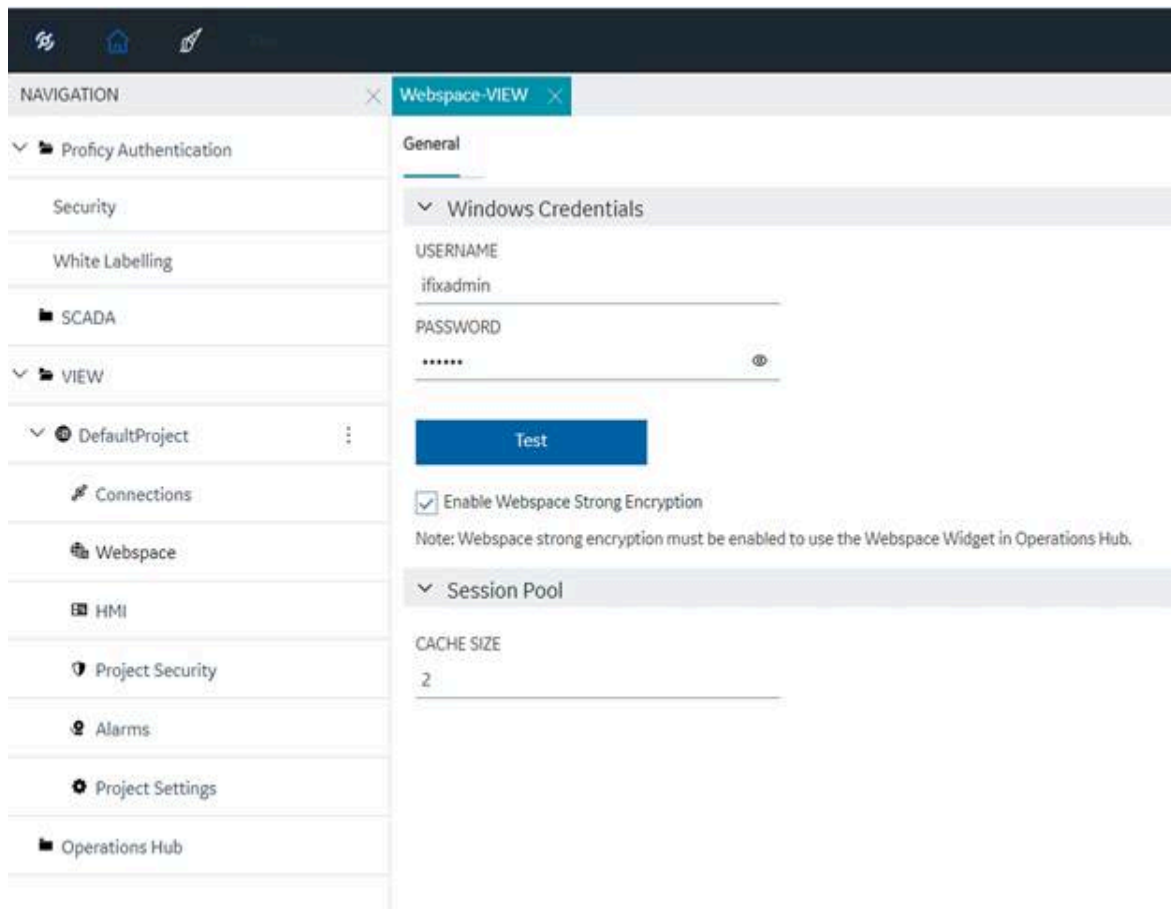 NAVIGATION
Proficy Authentication
Security
White Labelling
SCADA
VIEW
DefaultProject
Connections
Webspace
HMI
Project Security
Alarms
Project Settings
Operations Hub
Webspace-VIEW
General
Windows Credentials
USERNAME
ifixadmin
PASSWORD
••••••
Test
Enable Webspace Strong Encryption
Note: Webspace strong encryption must be enabled to use the Webspace Widget in Operations Hub.
Session Pool
CACHE SIZE
2